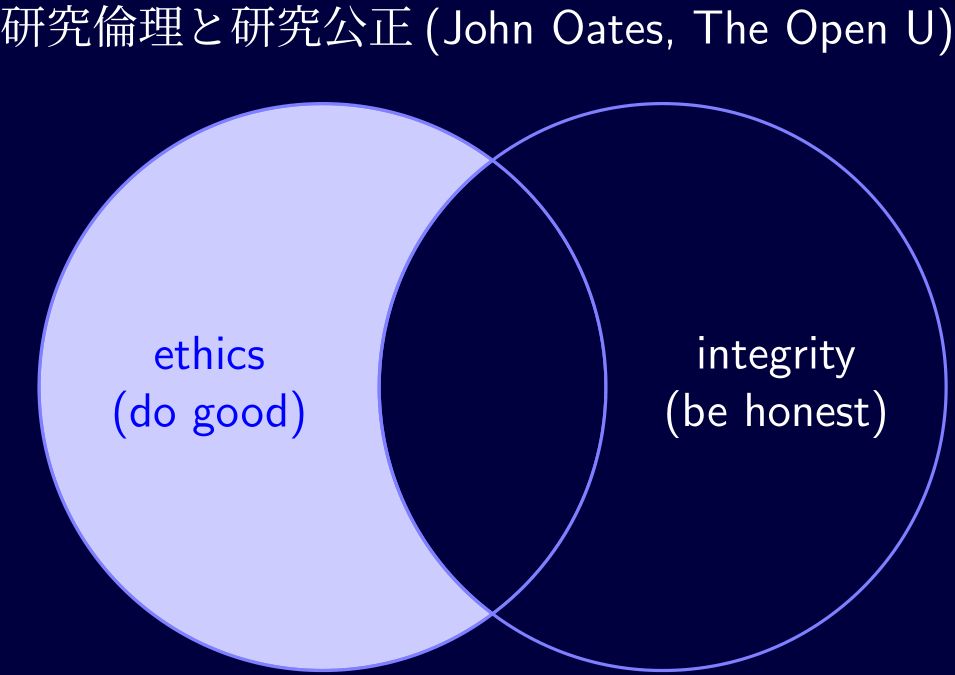 研究倫理と研究公正 (John Oates, The Open U)
ethics
(do good)
integrity
(be honest)